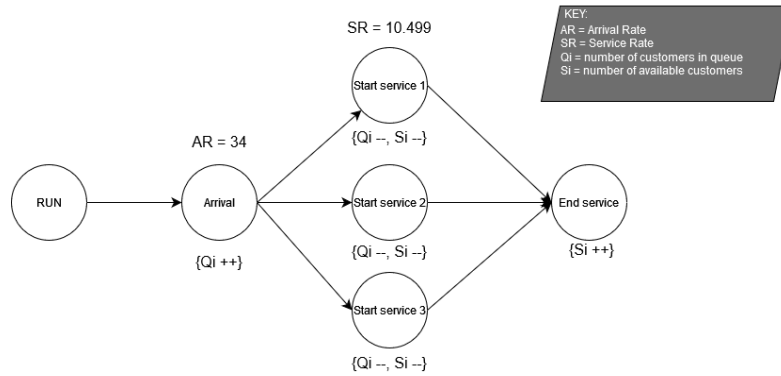 SR = 10.499
KEY:
AR = Arrival Rate
SR = Service Rate
Qi = number of customers in queue
Si = number of available customers
Start service 1
{Qi --, Si --}
AR = 34
RUN
Arrival
Start service 2
End service
{Qi ++}
{Qi --, Si --}
{Si ++}
Start service 3
{Qi --, Si --}